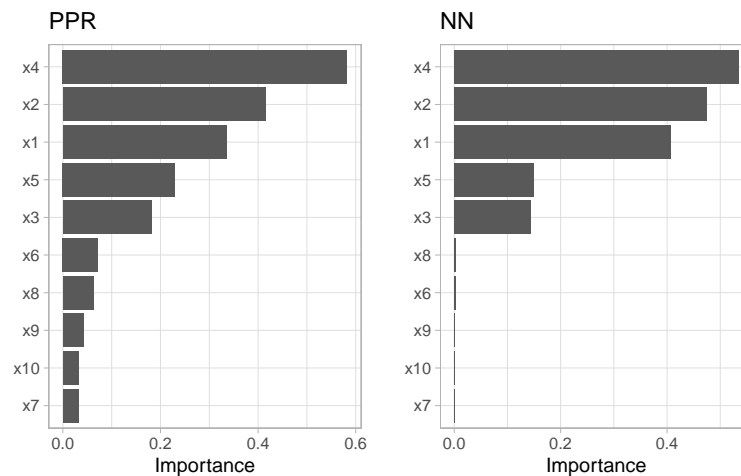 PPR
x4
x2
x1
x5
x3
x6
x8
x9
x10
x7
0.0 0.2 0.4 0.6
Importance
NN
x4
x2
x1
x5
x3
x8
x6
x9
x10
x7
0.0 0.2 0.4
Importance